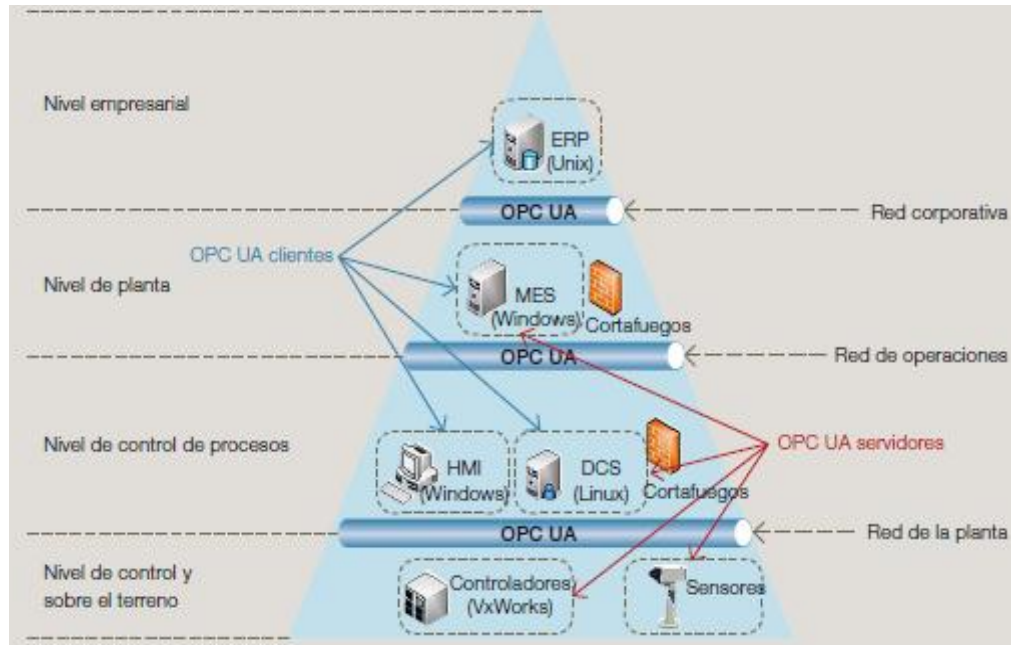 Nivel empresarial
ERP
(Unix)
OPC UA
Red corporativa
OPC UA clientes
Nivel de planta
MES
(Windows)
Cortafuegos
OPC UA
Red de operaciones
Nivel de control de procesos
OPC UA servidores
HMI
(Windows)
DCS
(Linux)
Cortafuegos
OPC UA
Red de la planta
Nivel de control y
sobre el terreno
Controladores
(VxWorks)
Sensores